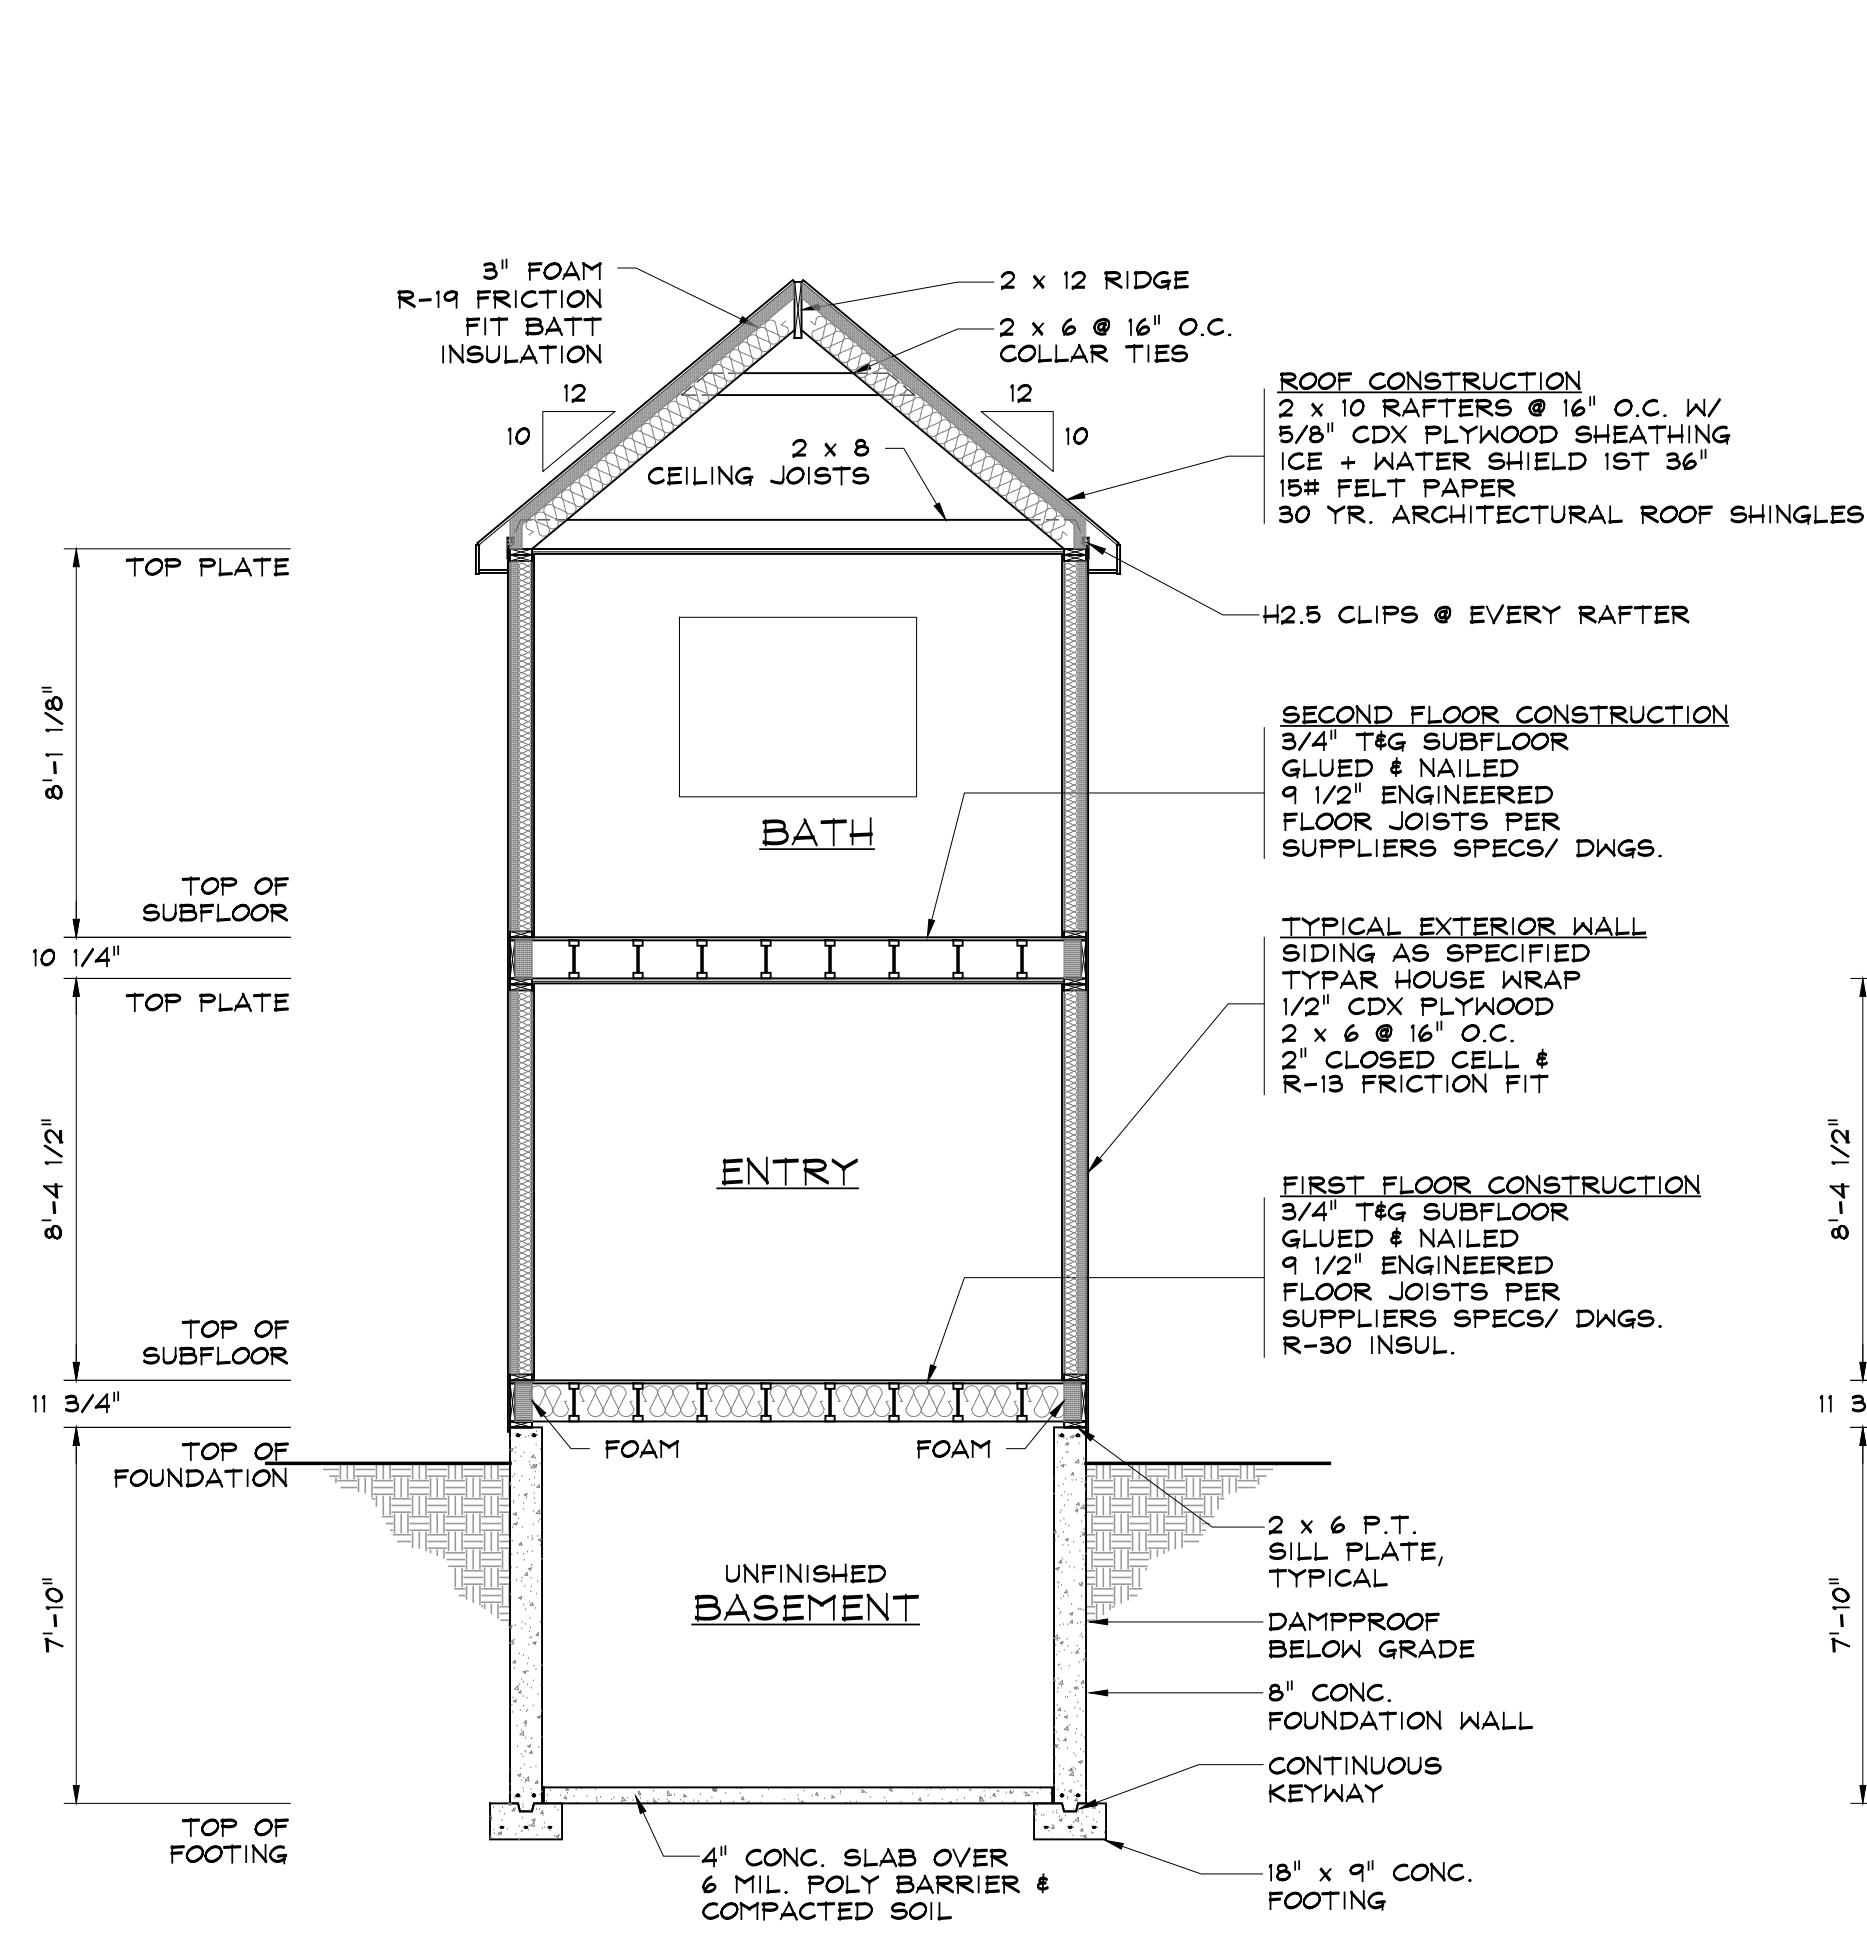 3" FOAM
R-19 FRICTION
FIT BATT
INSULATION
2 x 12 RIDGE
2 x 6 @ 16" O.C.
COLLAR TIES
12
10
12
10
2 x 8
CEILING JOISTS
ROOF CONSTRUCTION
2 x 10 RAFTERS @ 16" O.C. W/
5/8" CDX PLYWOOD SHEATHING
ICE + WATER SHIELD 1ST 36"
15# FELT PAPER
30 YR. ARCHITECTURAL ROOF SHINGLES
TOP PLATE
H2.5 CLIPS @ EVERY RAFTER
8'-1 1/8"
SECOND FLOOR CONSTRUCTION
3/4" T&G SUBFLOOR
GLUED & NAILED
9 1/2" ENGINEERED
FLOOR JOISTS PER
SUPPLIERS SPECS/ DWGS.
BATH
TOP OF
SUBFLOOR
10 1/4"
TOP PLATE
TYPICAL EXTERIOR WALL
SIDING AS SPECIFIED
TYPAR HOUSE WRAP
1/2" CDX PLYWOOD
2 x 6 @ 16" O.C.
2" CLOSED CELL &
R-13 FRICTION FIT
8'-4 1/2"
ENTRY
8'-4 1/2"
FIRST FLOOR CONSTRUCTION
3/4" T&G SUBFLOOR
GLUED & NAILED
9 1/2" ENGINEERED
FLOOR JOISTS PER
SUPPLIERS SPECS/ DWGS.
R-30 INSUL.
TOP OF
SUBFLOOR
11 3/4"
11 3
TOP OF
FOUNDATION
FOAM
FOAM
2 x 6 P.T.
SILL PLATE,
TYPICAL
UNFINISHED
BASEMENT
7'-10"
7'-10"
DAMPPROOF
BELOW GRADE
8" CONC.
FOUNDATION WALL
CONTINUOUS
KEYWAY
TOP OF
FOOTING
4" CONC. SLAB OVER
6 MIL. POLY BARRIER &
COMPACTED SOIL
18" x 9" CONC.
FOOTING